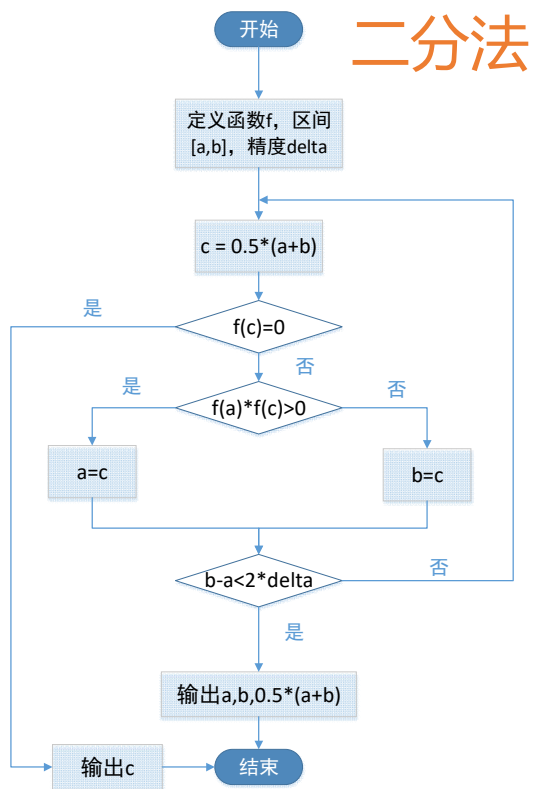 二分法
开始
定义函数f，区间
[a,b]，精度delta
c = 0.5*(a+b)
是
f(c)=0
否
是
f(a)*f(c)>0
否
a=c
b=c
b-a<2*delta
否
是
输出a,b,0.5*(a+b)
输出c
结束